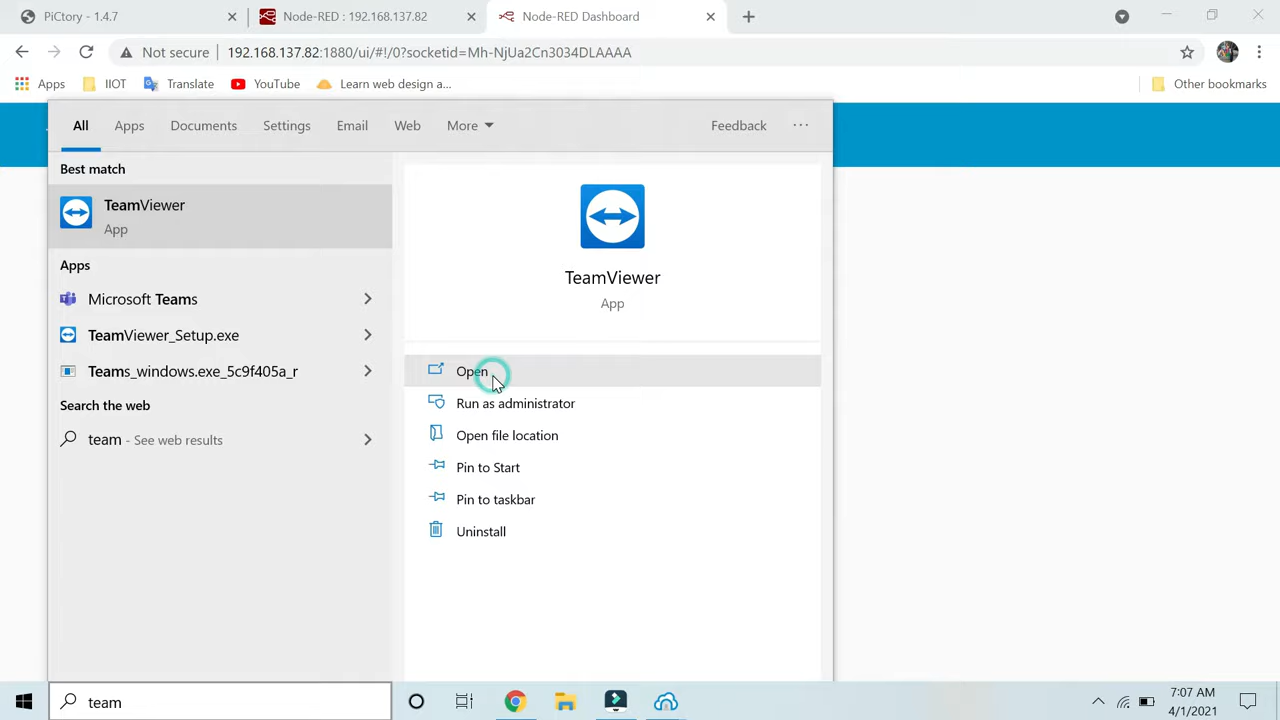 PiCtory - 1.4.7
Node-RED : 192.168.137.82
Node-RED Dashboard
Not secure
192.168.137.82:1880/ui/#!/0?socketid=Mh-NjUa2Cn3034DLAAAA
Apps
IIOT
Translate
YouTube
Learn web design a...
Other bookmarks
All
Apps
Documents
Settings
Email
Web
More
Feedback
Best match
TeamViewer
App
Apps
Microsoft Teams
TeamViewer_Setup.exe
Teams_windows.exe_5c9f405a_r
Search the web
team - See web results
TeamViewer
App
Open
Run as administrator
Open file location
Pin to Start
Pin to taskbar
Uninstall
team
7:07 AM
4/1/2021